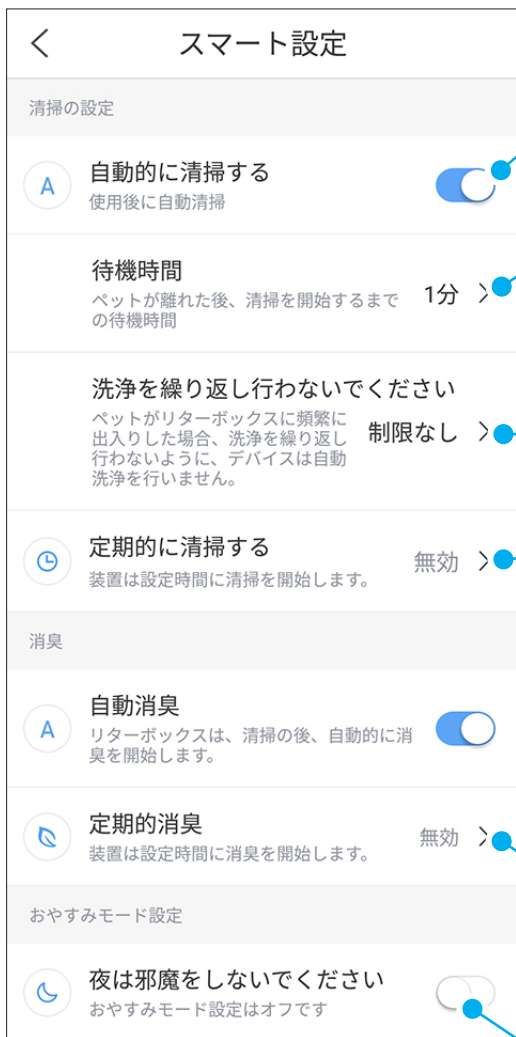 スマート設定
清掃の設定
A
自動的に清掃する
使用後に自動清掃
待機時間
ペットが離れた後、清掃を開始するまで
の待機時間
1分
洗浄を繰り返し行わないでください
ペットがリターボックスに頻繁に
出入りした場合、洗浄を繰り返し
行わないように、デバイスは自動
洗浄を行いません。
制限なし
定期的に清掃する
装置は設定時間に清掃を開始します。
無効
消臭
A
自動消臭
リターボックスは、清掃の後、自動的に消
臭を開始します。
定期的消臭
装置は設定時間に消臭を開始します。
無効
おやすみモード設定
夜は邪魔をしないでください
おやすみモード設定はオフです